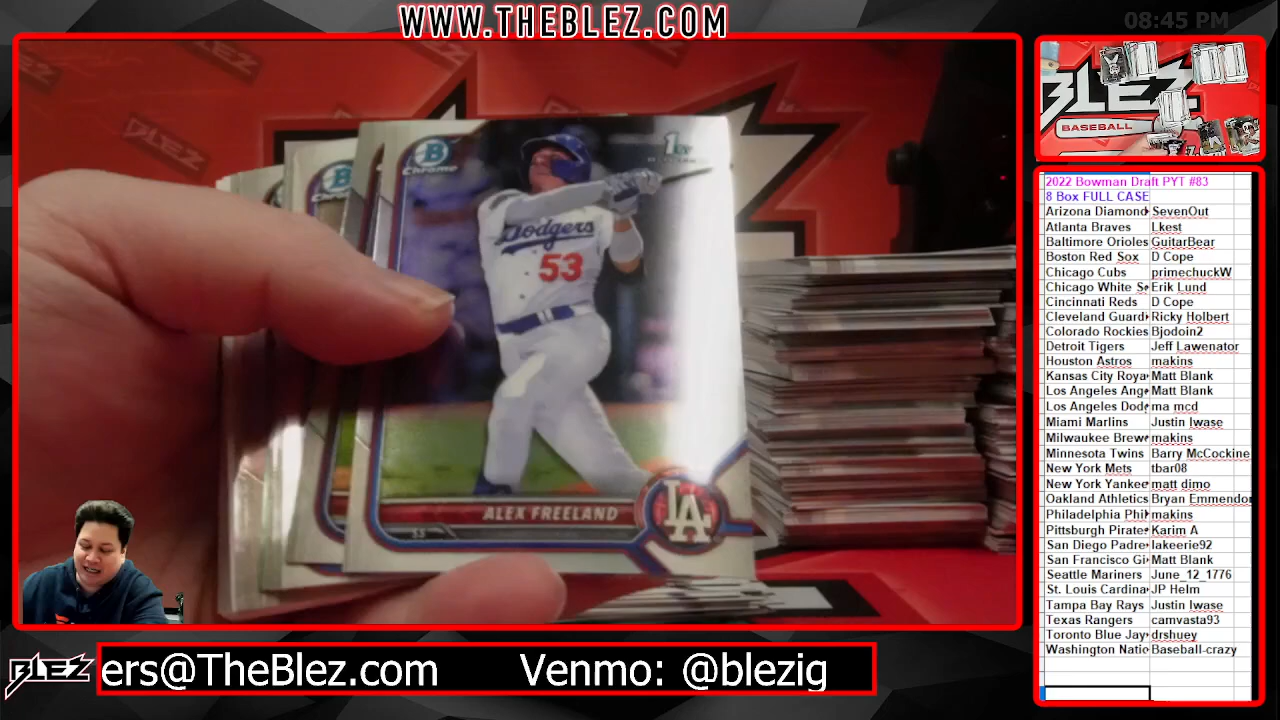 WWW.THEBLEZ.COM
08:45 PM
BLEZ
BLEZ
B
Chrome
1ST
Dodgers
53
ALEX FREELAND
SS
LA
BLEZ
BASEBALL
2022 Bowman Draft PYT #83
8 Box FULL CASE
Arizona Diamond SevenOut
Atlanta Braves Lkest
Baltimore Orioles GuitarBear
Boston Red Sox D Cope
Chicago Cubs primechuckW
Chicago White S Erik Lund
Cincinnati Reds D Cope
Cleveland Guard Ricky Holbert
Colorado Rockies Bjodoin2
Detroit Tigers Jeff Lawenator
Houston Astros makins
Kansas City Roya Matt Blank
Los Angeles Ang Matt Blank
Los Angeles Dod ma mcd
Miami Marlins Justin Iwase
Milwaukee Brew makins
Minnesota Twins Barry McCockine
New York Mets tbar08
New York Yankee matt dimo
Oakland Athletics Bryan Emmendor
Philadelphia Phi makins
Pittsburgh Pirate Karim A
San Diego Padre lakeerie92
San Francisco Gi Matt Blank
Seattle Mariners June_12_1776
St. Louis Cardina JP Helm
Tampa Bay Rays Justin Iwase
Texas Rangers camvasta93
Toronto Blue Jay drshuey
Washington Natio Baseball-crazy
BLEZ
ers@TheBlez.com Venmo: @blezig